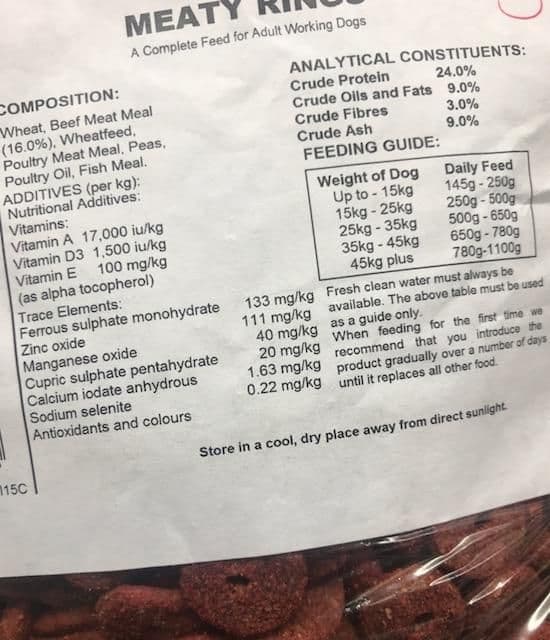 MEATY
A Complete Feed for Adult Working Dogs
COMPOSITION:
Wheat, Beef Meat Meal
(16.0%), Wheatfeed,
Poultry Meat Meal, Peas,
Poultry Oil, Fish Meal.
ADDITIVES (per kg):
Nutritional Additives:
Vitamins:
Vitamin A 17,000 iu/kg
Vitamin D3 1,500 iu/kg
Vitamin E 100 mg/kg
(as alpha tocopherol)
Trace Elements:
Ferrous sulphate monohydrate 133 mg/kg
Zinc oxide 111 mg/kg
Manganese oxide 40 mg/kg
Cupric sulphate pentahydrate 20 mg/kg
Calcium iodate anhydrous 1.63 mg/kg
Sodium selenite 0.22 mg/kg
Antioxidants and colours
ANALYTICAL CONSTITUENTS:
Crude Protein 24.0%
Crude Oils and Fats 9.0%
Crude Fibres 3.0%
Crude Ash 9.0%
FEEDING GUIDE:
Weight of Dog Daily Feed
Up to - 15kg 145g - 250g
15kg - 25kg 250g - 500g
25kg - 35kg 500g - 650g
35kg - 45kg 650g - 780g
45kg plus 780g-1100g
Fresh clean water must always be
available. The above table must be used
as a guide only.
When feeding for the first time we
recommend that you introduce the
product gradually over a number of days
until it replaces all other food.
Store in a cool, dry place away from direct sunlight.
115C